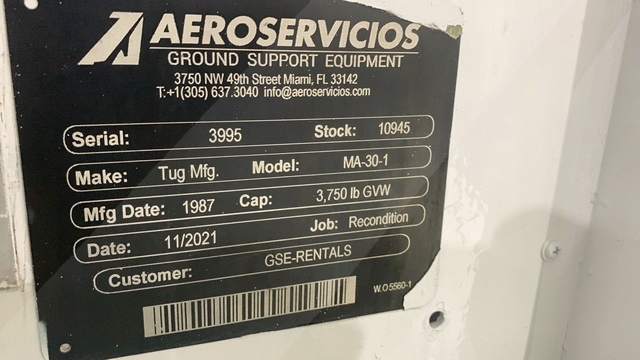 AEROSERVICIOS
GROUND SUPPORT EQUIPMENT
3750 NW 49th Street Miami, FL 33142
T:+1(305) 637.3040 info@aeroservicios.com
Serial: 3995 Stock: 10945
Make: Tug Mfg. Model: MA-30-1
Mfg Date: 1987 Cap: 3,750 lb GVW
Date: 11/2021 Job: Recondition
Customer: GSE-RENTALS
W.O 5560-1